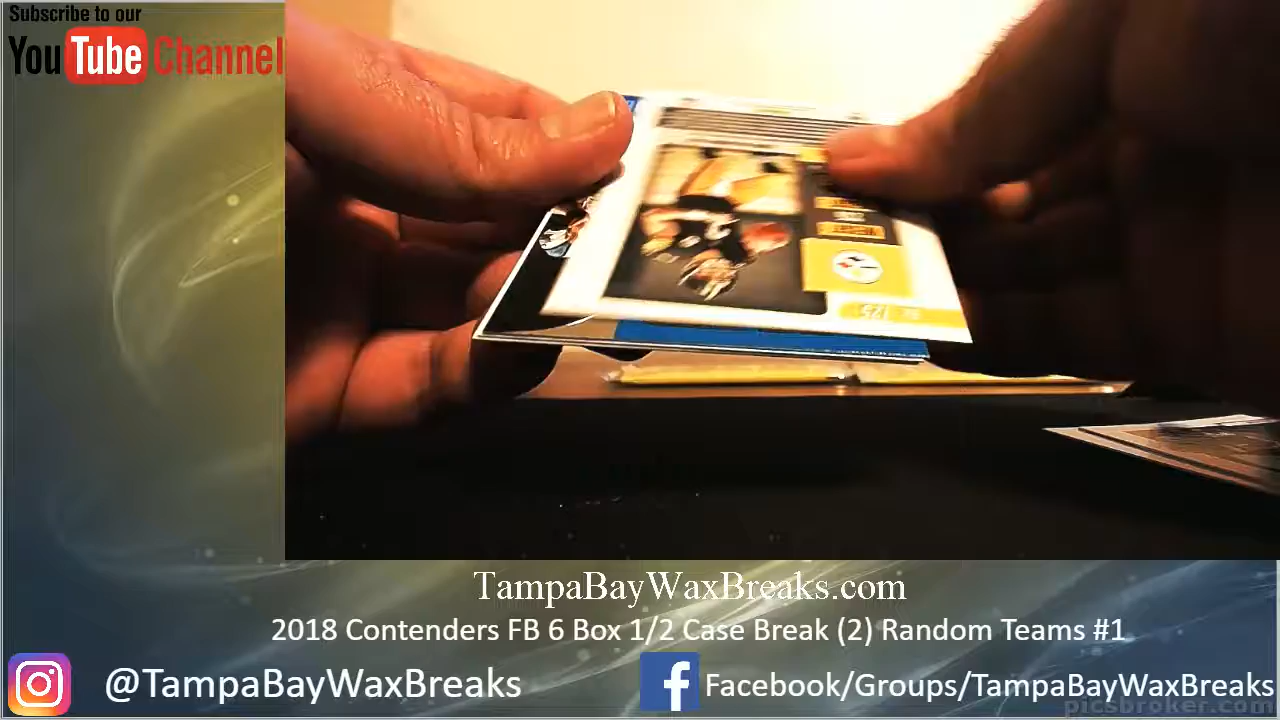 Subscribe to our
YouTube Channel
TampaBayWaxBreaks.com
2018 Contenders FB 6 Box 1/2 Case Break (2) Random Teams #1
@TampaBayWaxBreaks
Facebook/Groups/TampaBayWaxBreaks
picsbroker.com